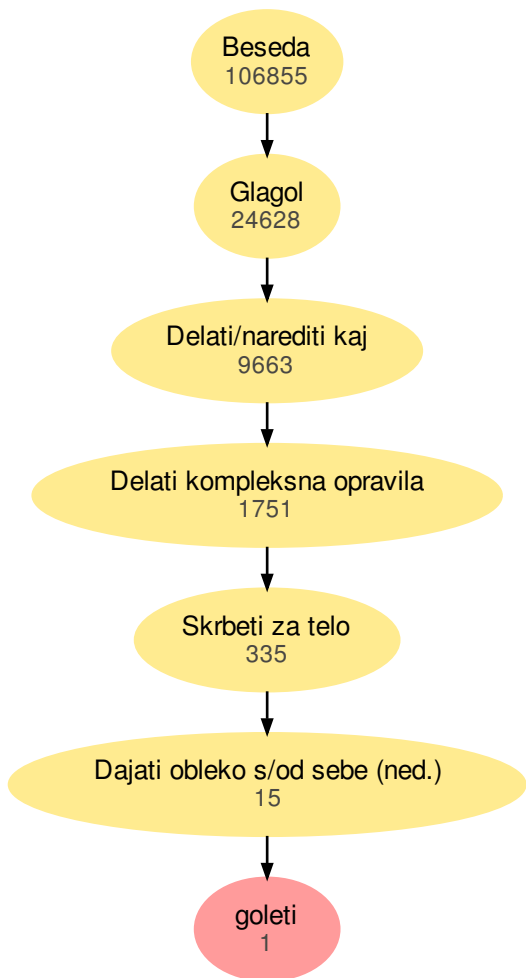 Beseda
106855
Glagol
24628
Delati/narediti kaj
9663
Delati kompleksna opravila
1751
Skrbeti za telo
335
Dajati obleko s/od sebe (ned.)
15
goleti
1